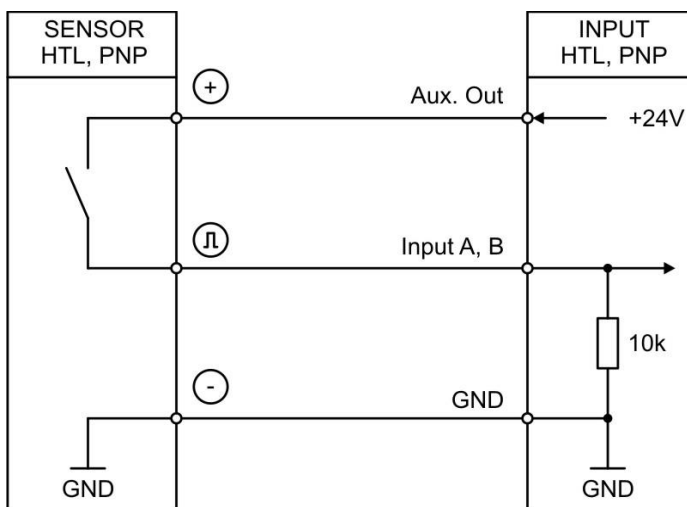 SENSOR
HTL, PNP
INPUT
HTL, PNP
+
Aux. Out
+24V
Input A, B
10k
-
GND
GND
GND